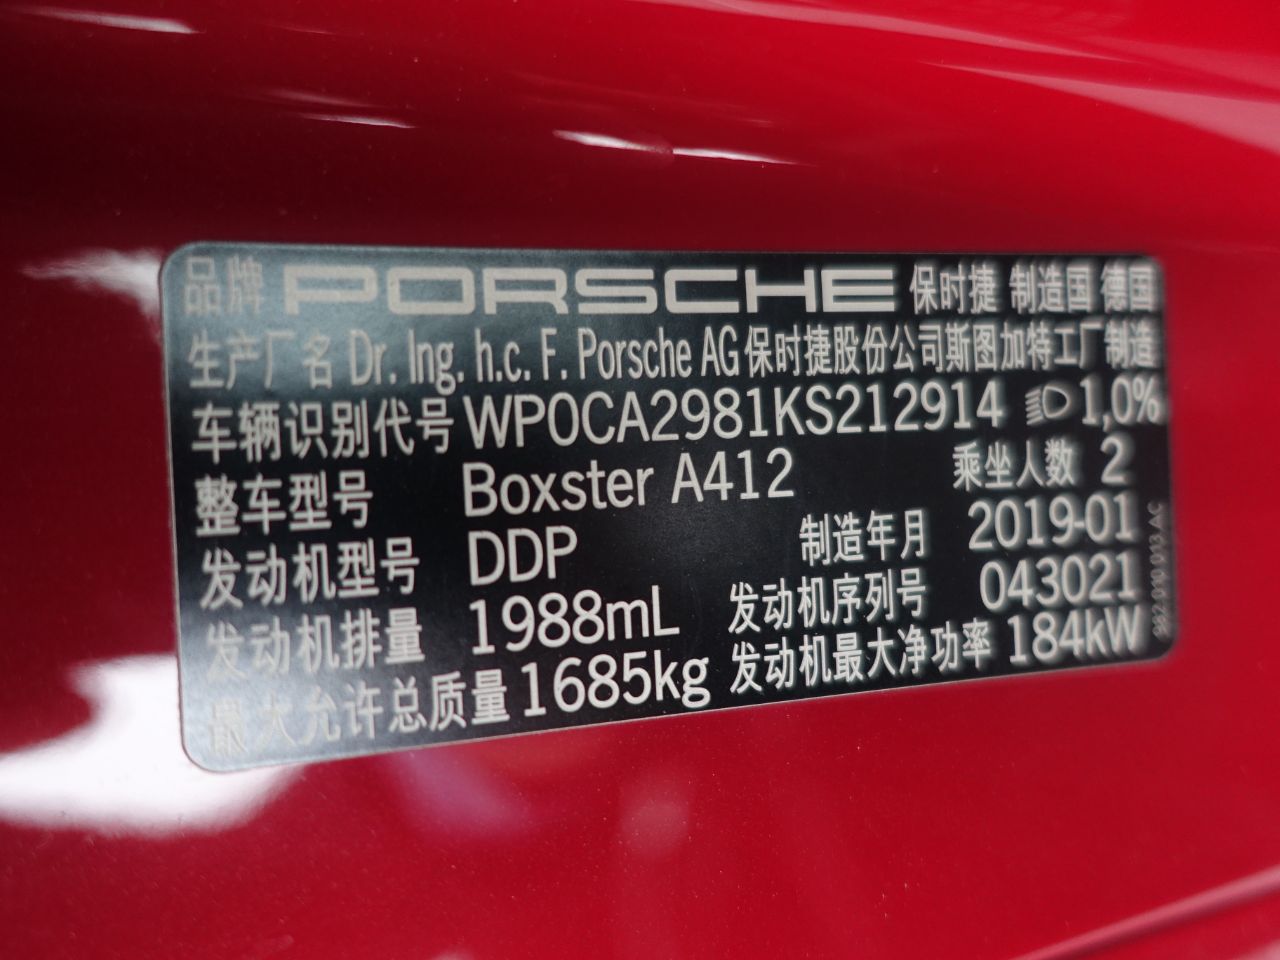 品牌 PORSCHE 保时捷 制造国 德国
生产厂名 Dr. Ing. h.c. F. Porsche AG 保时捷股份公司斯图加特工厂制造
车辆识别代号 WP0CA2981KS212914 1,0%
整车型号 Boxster A412 乘坐人数 2
发动机型号 DDP 制造年月 2019-01
发动机排量 1988mL 发动机序列号 043021
最大允许总质量 1685kg 发动机最大净功率 184kW
982.010.913.AC